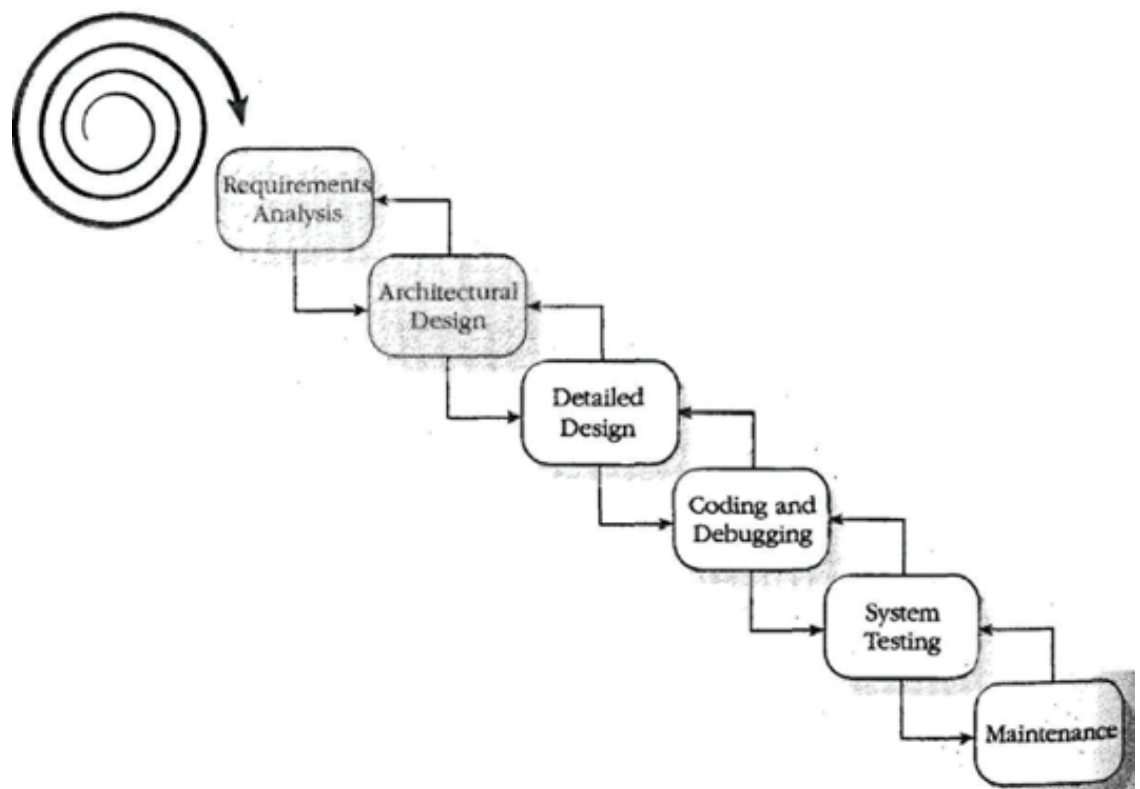 Requirements
Analysis
Architectural
Design
Detailed
Design
Coding and
Debugging
System
Testing
Maintenance